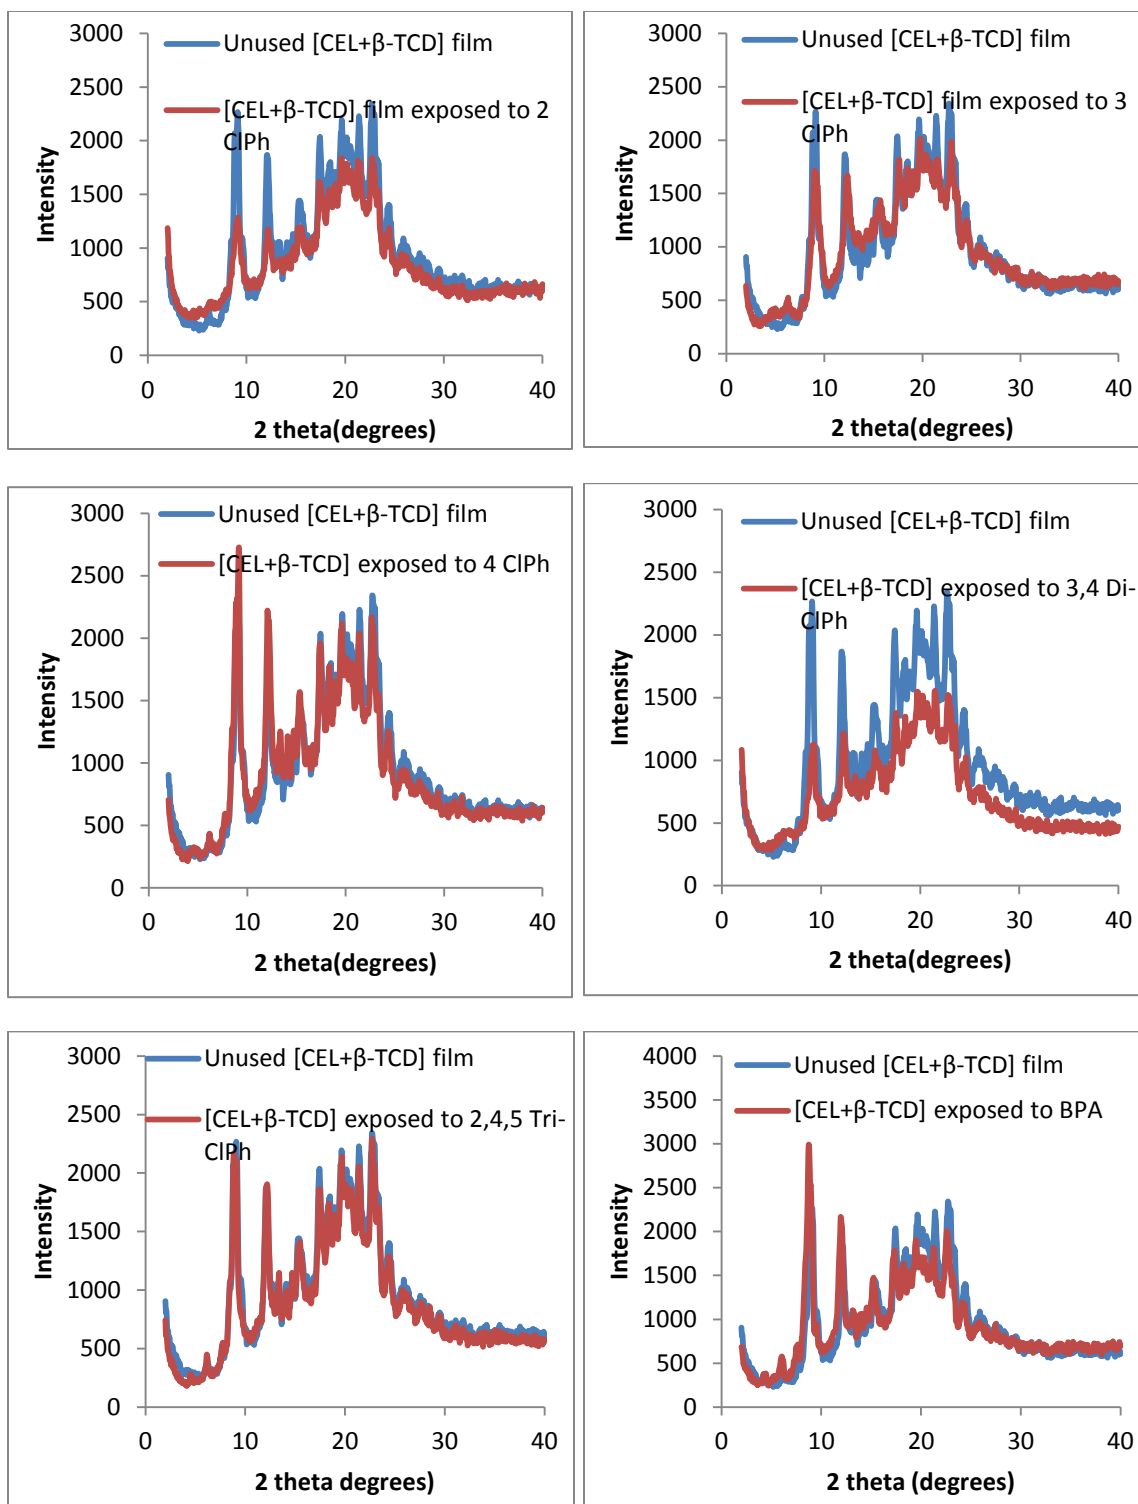 3000
2500
2000
1500
1000
500
0
Intensity
Unused [CEL+β-TCD] film
[CEL+β-TCD] film exposed to 2
ClPh
0 10 20 30 40
2 theta(degrees)
3000
2500
2000
1500
1000
500
0
Intensity
Unused [CEL+β-TCD] film
[CEL+β-TCD] film exposed to 3
ClPh
0 10 20 30 40
2 theta(degrees)
3000
2500
2000
1500
1000
500
0
Intensity
Unused [CEL+β-TCD] film
[CEL+β-TCD] exposed to 4 ClPh
0 10 20 30 40
2 theta(degrees)
3000
2500
2000
1500
1000
500
0
Intensity
Unused [CEL+β-TCD] film
[CEL+β-TCD] exposed to 3,4 Di-
ClPh
0 10 20 30 40
2 theta(degrees)
3000
2500
2000
1500
1000
500
0
Intensity
Unused [CEL+β-TCD] film
[CEL+β-TCD] exposed to 2,4,5 Tri-
ClPh
0 10 20 30 40
2 theta degrees)
4000
3500
3000
2500
2000
1500
1000
500
0
Intensity
Unused [CEL+β-TCD] film
[CEL+β-TCD] exposed to BPA
0 10 20 30 40
2 theta (degrees)